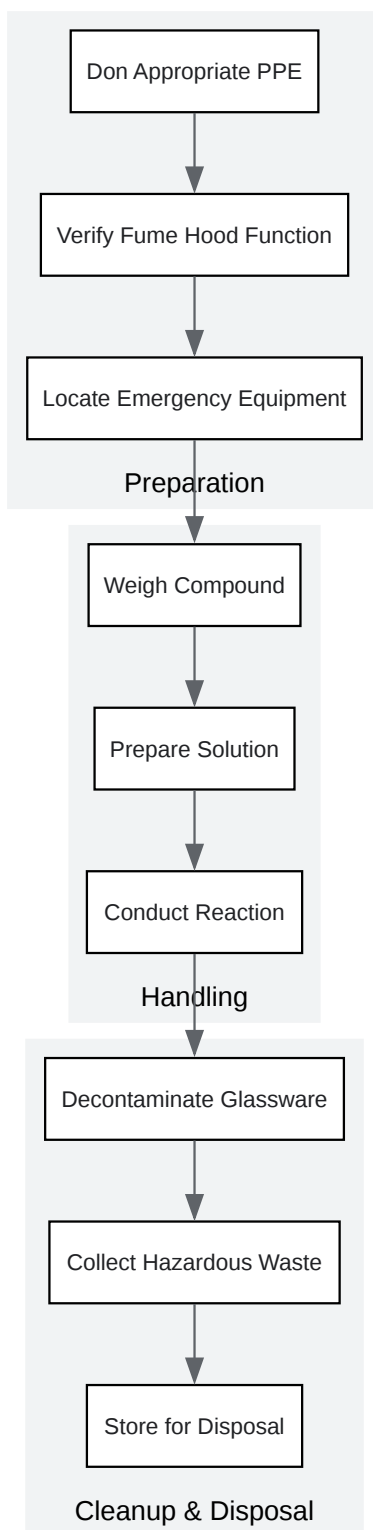 Don Appropriate PPE
Verify Fume Hood Function
Locate Emergency Equipment
Preparation
Weigh Compound
Prepare Solution
Conduct Reaction
Handling
Decontaminate Glassware
Collect Hazardous Waste
Store for Disposal
Cleanup & Disposal